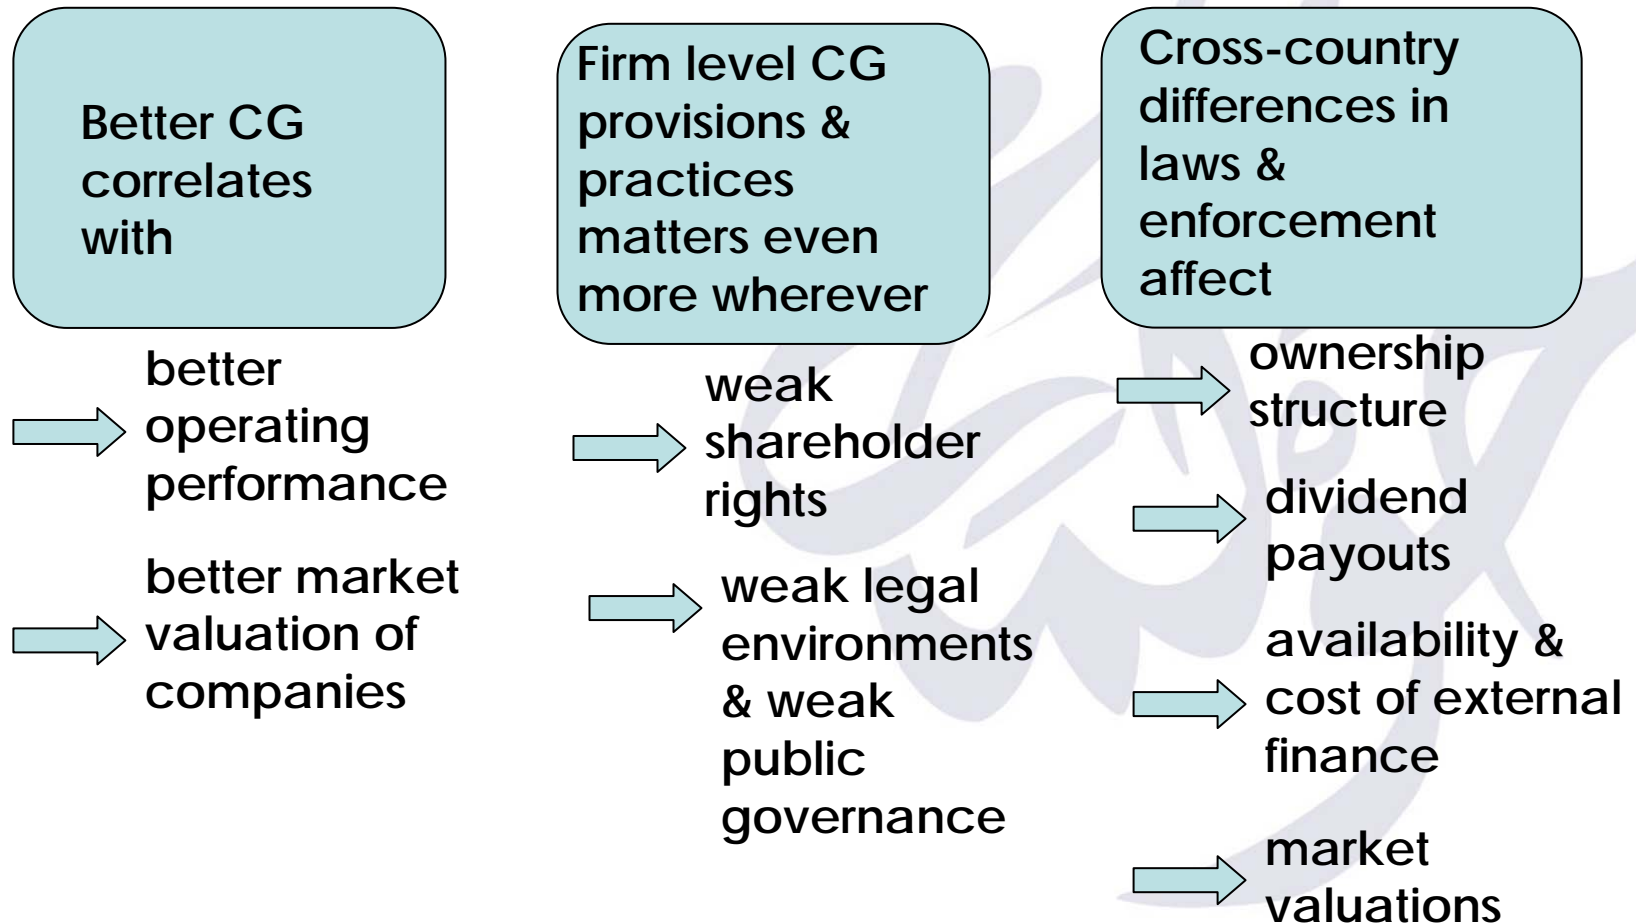 Better CG
correlates
with
better
operating
performance
better market
valuation of
companies
Firm level CG
provisions &
practices
matters even
more wherever
weak
shareholder
rights
weak legal
environments
& weak
public
governance
Cross-country
differences in
laws &
enforcement
affect
ownership
structure
dividend
payouts
availability &
cost of external
finance
market
valuations